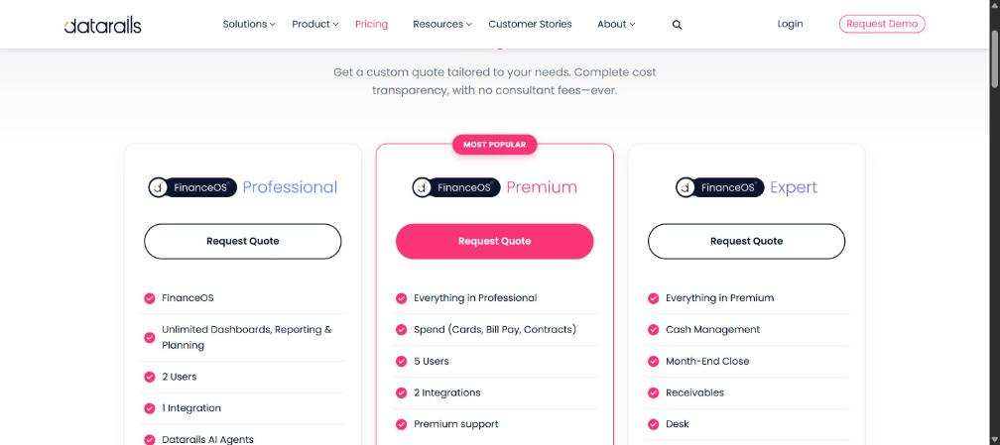 datarails
Solutions
Product
Pricing
Resources
Customer Stories
About
Login
Request Demo
Get a custom quote tailored to your needs. Complete cost
transparency, with no consultant fees—ever.
d FinanceOS Professional
Request Quote
FinanceOS
Unlimited Dashboards, Reporting &
Planning
2 Users
1 Integration
Datarails AI Agents
MOST POPULAR
d FinanceOS Premium
Request Quote
Everything in Professional
Spend (Cards, Bill Pay, Contracts)
5 Users
2 Integrations
Premium support
d FinanceOS Expert
Request Quote
Everything in Premium
Cash Management
Month-End Close
Receivables
Desk